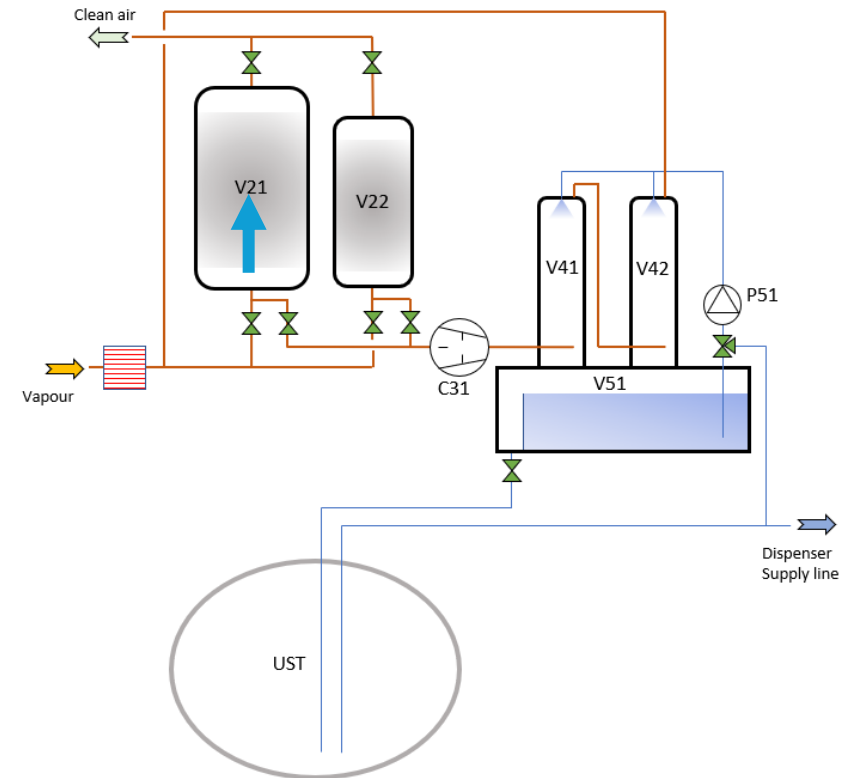 Clean air
V21
V22
V41
V42
P51
C31
V51
Vapour
Dispenser
Supply line
UST